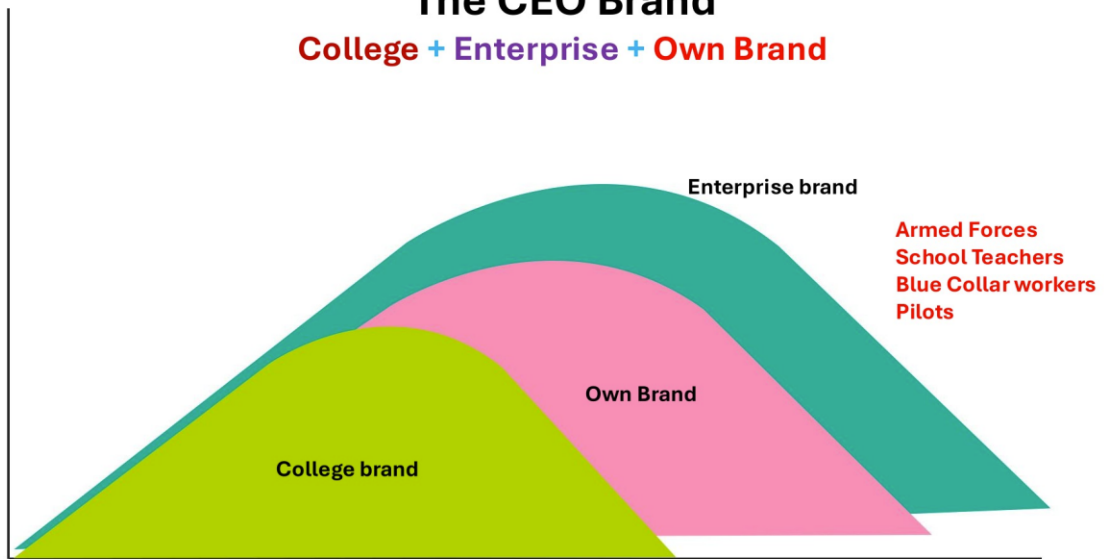 The CEO Brand
College + Enterprise + Own Brand
Enterprise brand
Armed Forces
School Teachers
Blue Collar workers
Pilots
Own Brand
College brand